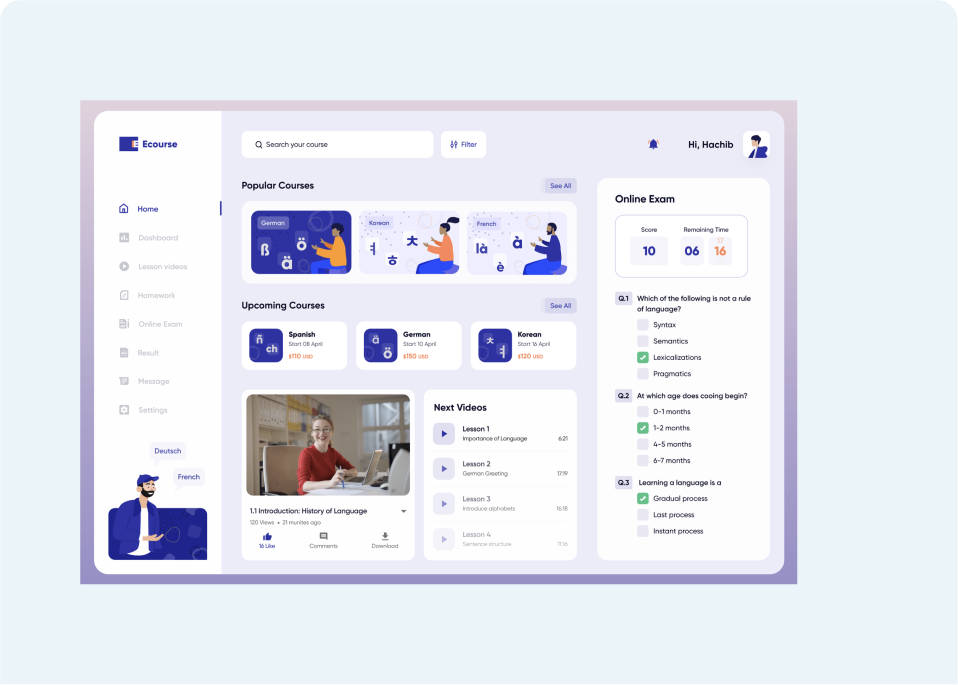 Ecourse
Search your course
Filter
Hi, Hachib
Home
Dashboard
Lesson videos
Homework
Online Exam
Result
Message
Settings
Deutsch
French
Popular Courses
See All
German
ß
ä
ö
Korean
ㅕ
ㅎ
ㅊ
French
là
è
à
Upcoming Courses
See All
ñ
ch
Spanish
Start 08 April
$110 USD
ä
ö
German
Start 10 April
$150 USD
ㅊ
ㅕ
Korean
Start 16 April
$120 USD
1.1 Introduction: History of Language
120 Views • 21 munites ago
16 Like
Comments
Download
Next Videos
Lesson 1
Importance of Language
6:21
Lesson 2
German Greeting
17:19
Lesson 3
Introduce alphabets
16:18
Lesson 4
Sentence structure
11:16
Online Exam
Score
Remaining Time
10
06
17
16
Q.1 Which of the following is not a rule
of language?
Syntax
Semantics
Lexicalizations
Pragmatics
Q.2 At which age does cooing begin?
0-1 months
1-2 months
4-5 months
6-7 months
Q.3 Learning a language is a
Gradual process
Last process
Instant process